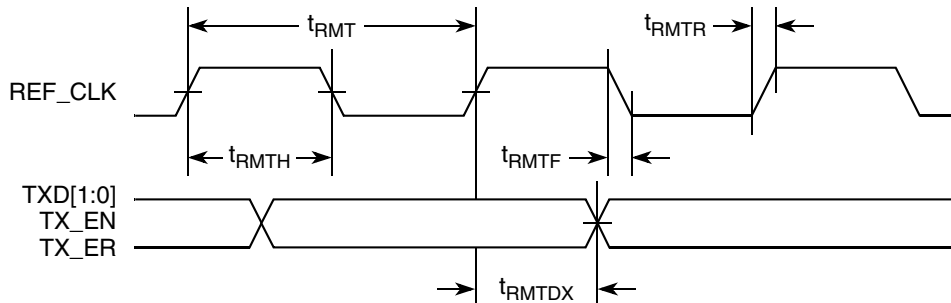 tRMT
tRMTR
REF_CLK
tRMTH
tRMTF
TXD[1:0]
TX_EN
TX_ER
tRMTDX